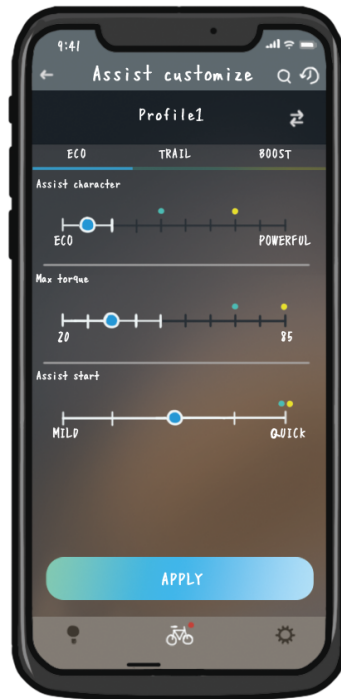 9:41
Assist customize
Profile1
ECO TRAIL BOOST
Assist character
ECO POWERFUL
Max torque
20 85
Assist start
MILD QUICK
APPLY